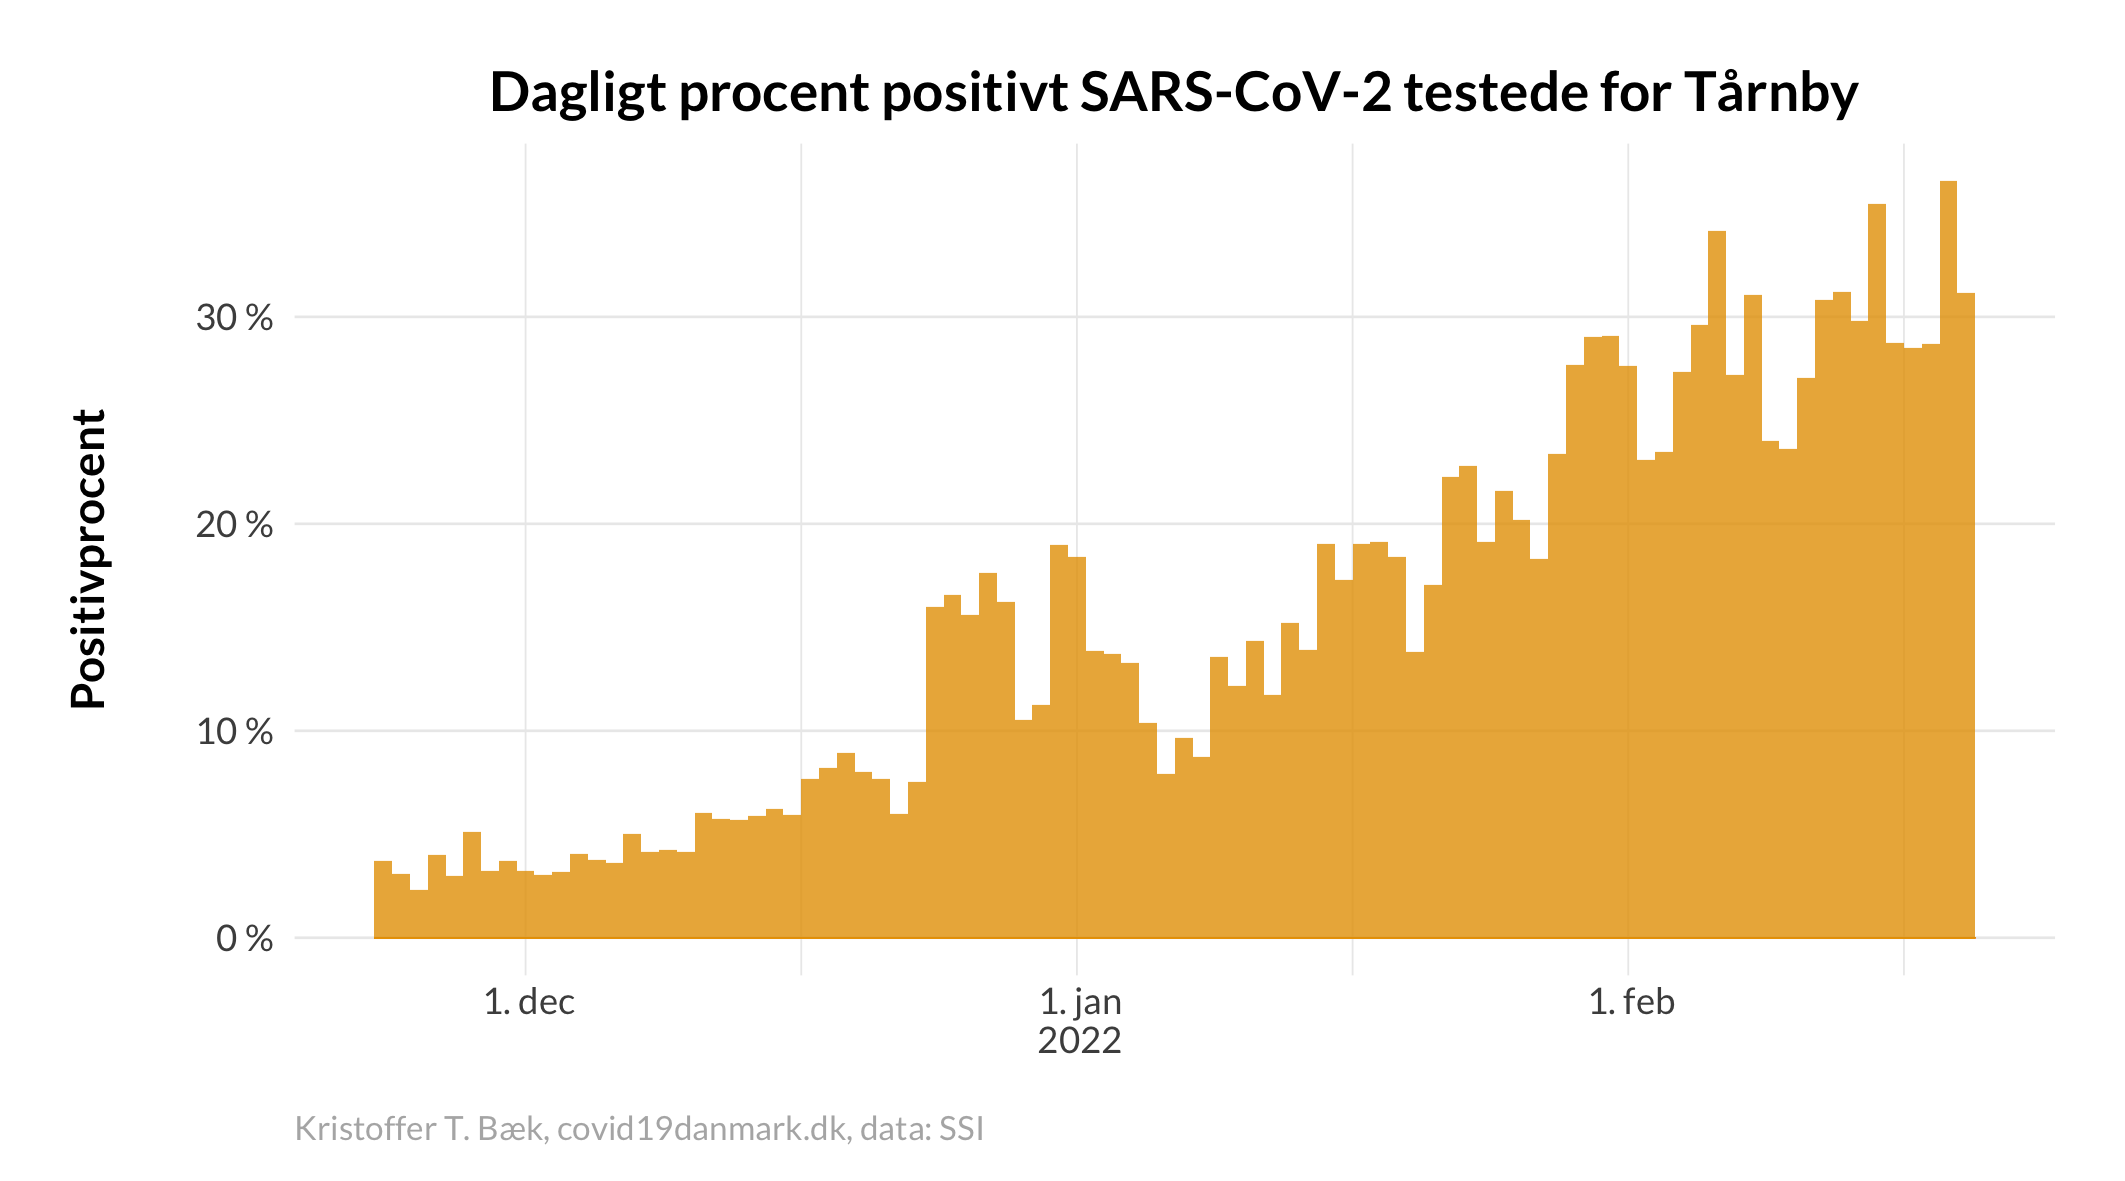 Dagligt procent positivt SARS-CoV-2 testede for Tårnby
Positivprocent
30 %
20 %
10 %
0 %
1. dec
1. jan
2022
1. feb
Kristoffer T. Bæk, covid19danmark.dk, data: SSI